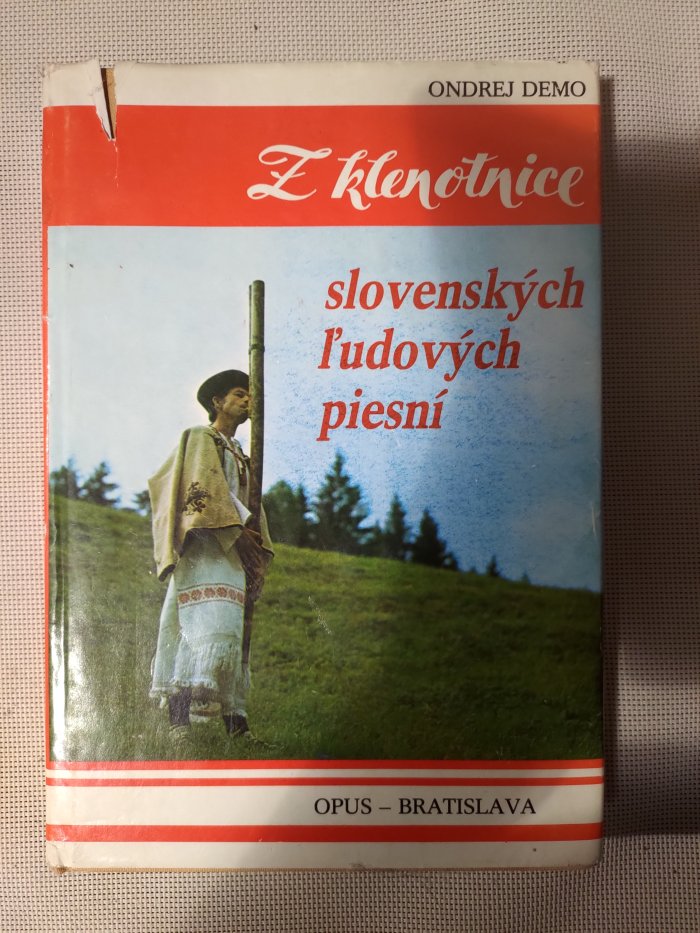 ONDREJ DEMO
Z klenotnice
slovenských
ľudových
piesní
OPUS – BRATISLAVA